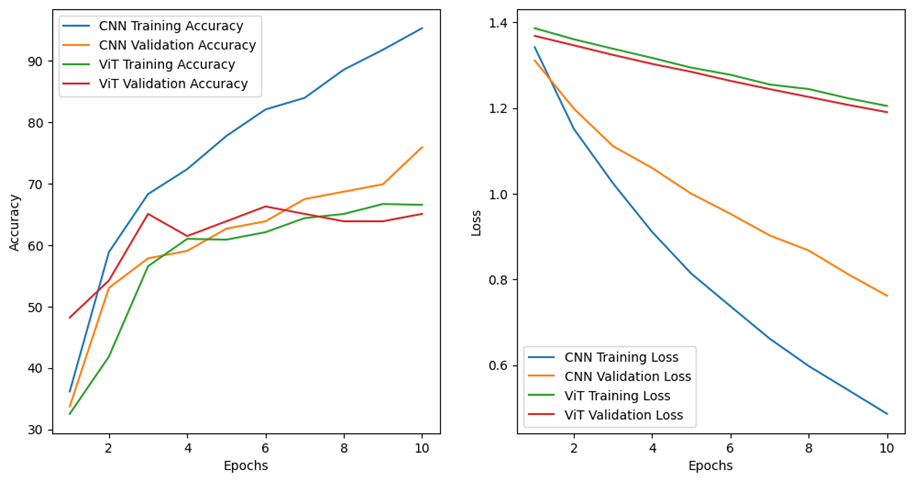 CNN Training Accuracy
CNN Validation Accuracy
ViT Training Accuracy
ViT Validation Accuracy
90
80
70
60
50
40
30
Accuracy
2 4 6 8 10
Epochs
1.4
1.2
1.0
0.8
0.6
Loss
CNN Training Loss
CNN Validation Loss
ViT Training Loss
ViT Validation Loss
2 4 6 8 10
Epochs